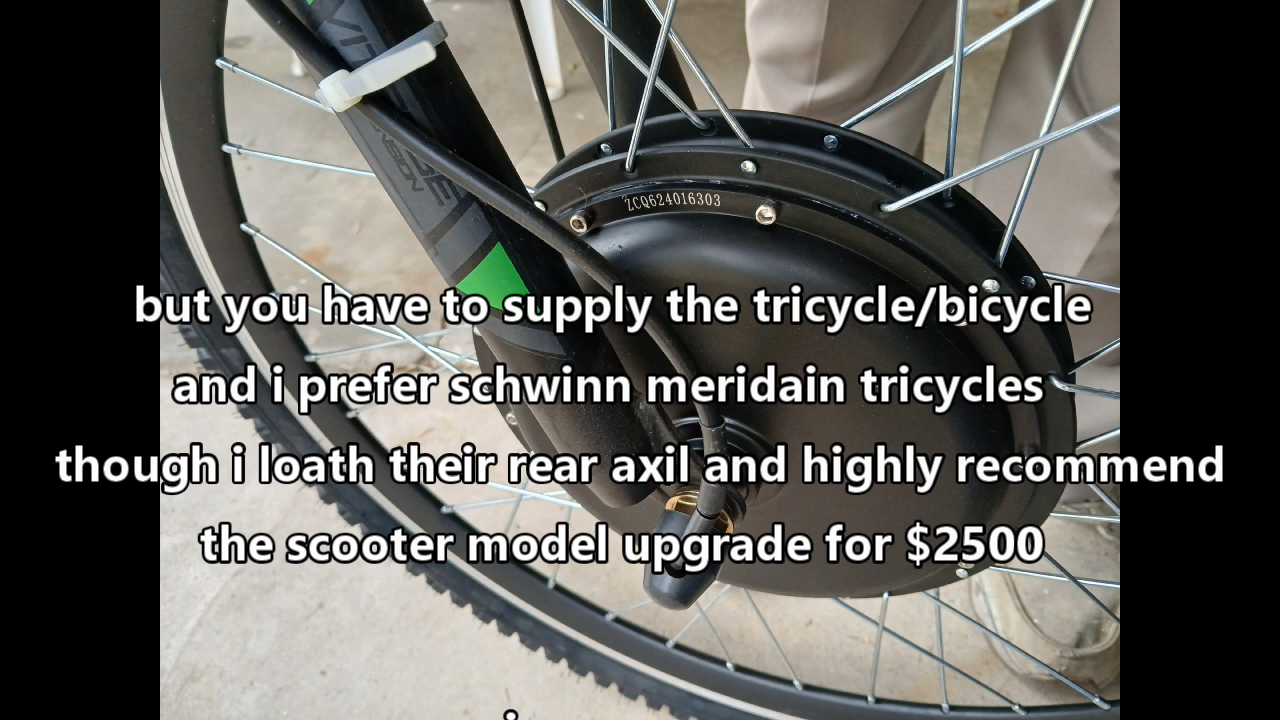 ZCQ624016303
but you have to supply the tricycle/bicycle
and i prefer schwinn meridain tricycles
though i loath their rear axil and highly recommend
the scooter model upgrade for $2500